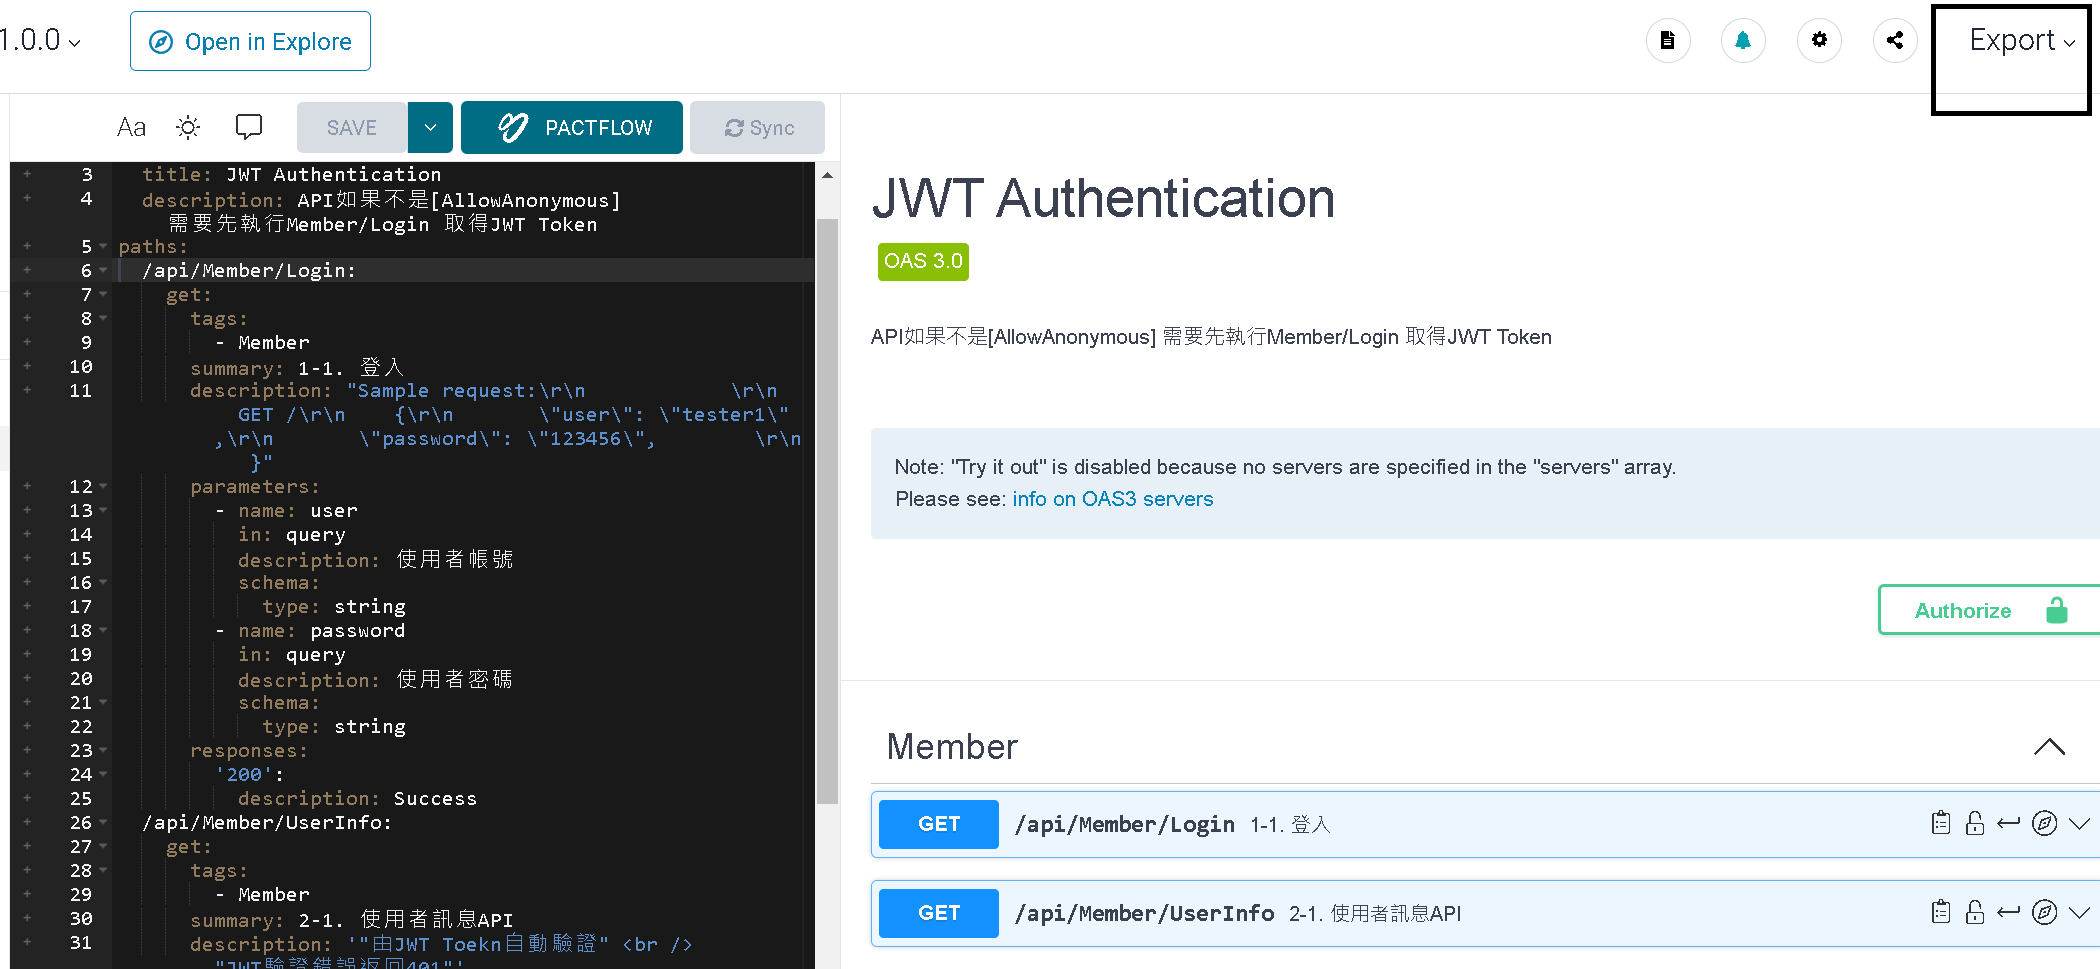 1.0.0
Open in Explore
Export
Aa
SAVE
PACTFLOW
Sync
3 title: JWT Authentication
4 description: API如果不是[AllowAnonymous]
需要先執行Member/Login 取得JWT Token
5 paths:
6 /api/Member/Login:
7 get:
8 tags:
9 - Member
10 summary: 1-1. 登入
11 description: "Sample request:\r\n \r\n
GET /\r\n {\r\n \"user\": \"tester1\"
,\r\n \"password\": \"123456\", \r\n
}"
12 parameters:
13 - name: user
14 in: query
15 description: 使用者帳號
16 schema:
17 type: string
18 - name: password
19 in: query
20 description: 使用者密碼
21 schema:
22 type: string
23 responses:
24 '200':
25 description: Success
26 /api/Member/UserInfo:
27 get:
28 tags:
29 - Member
30 summary: 2-1. 使用者訊息API
31 description: '"由JWT Toekn自動驗證" <br />
"JWT驗證錯誤返回401"'
JWT Authentication
OAS 3.0
API如果不是[AllowAnonymous] 需要先執行Member/Login 取得JWT Token
Note: "Try it out" is disabled because no servers are specified in the "servers" array.
Please see: info on OAS3 servers
Authorize
Member
GET /api/Member/Login 1-1. 登入
GET /api/Member/UserInfo 2-1. 使用者訊息API